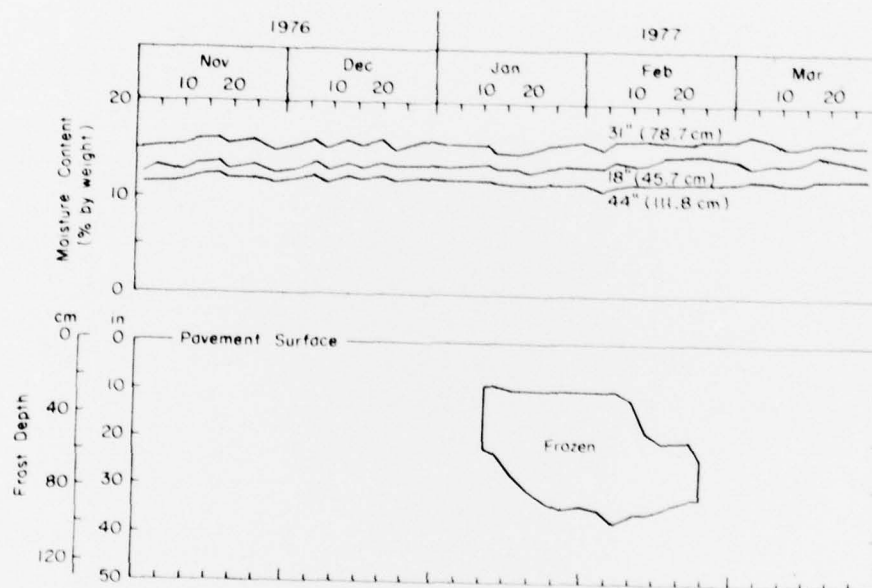 1976 1977
Nov Dec Jan Feb Mar
10 20 10 20 10 20 10 20 10 20
20
10
0
Moisture Content
(% by weight)
31" (78.7 cm)
18" (45.7 cm)
44" (111.8 cm)
cm in
0 0 Pavement Surface
10
40
20
Frozen
30
80
40
120
50
Frost Depth